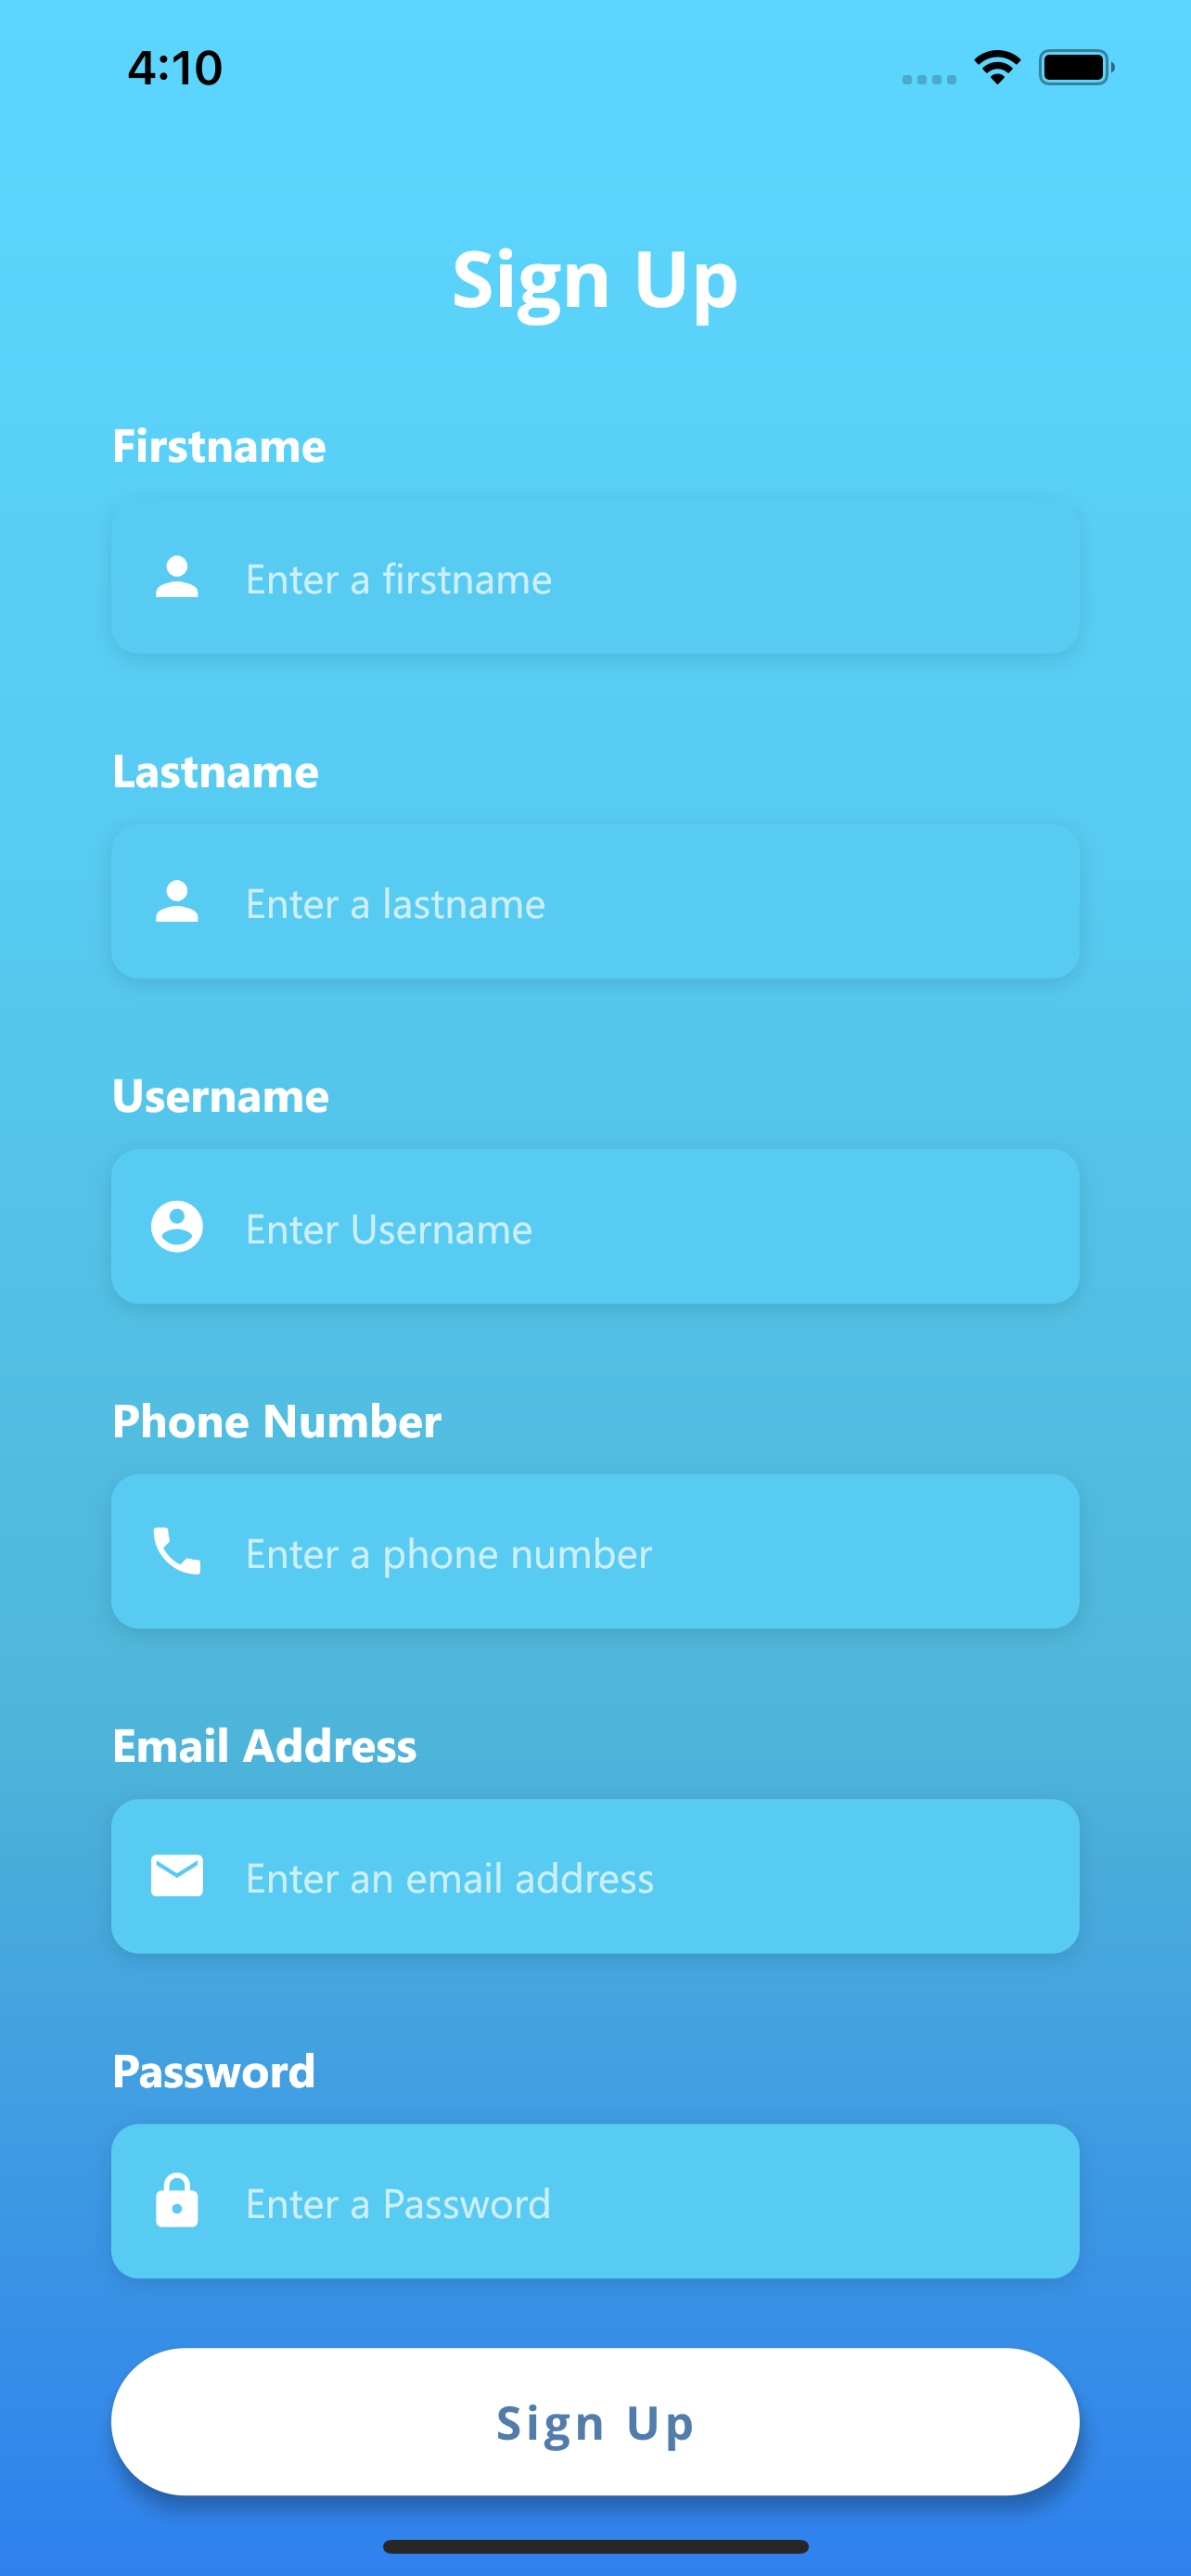 4:10
Sign Up
Firstname
Enter a firstname
Lastname
Enter a lastname
Username
Enter Username
Phone Number
Enter a phone number
Email Address
Enter an email address
Password
Enter a Password
Sign Up